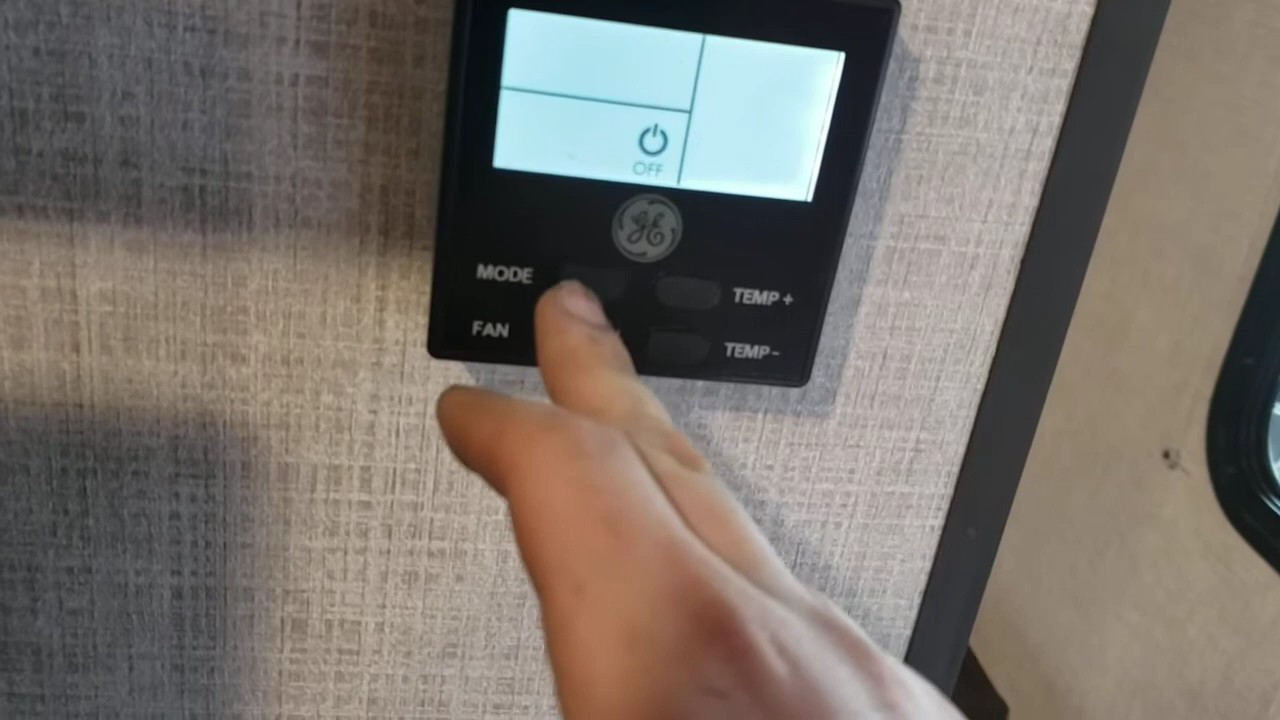 OFF
GE
MODE
TEMP+
FAN
TEMP-